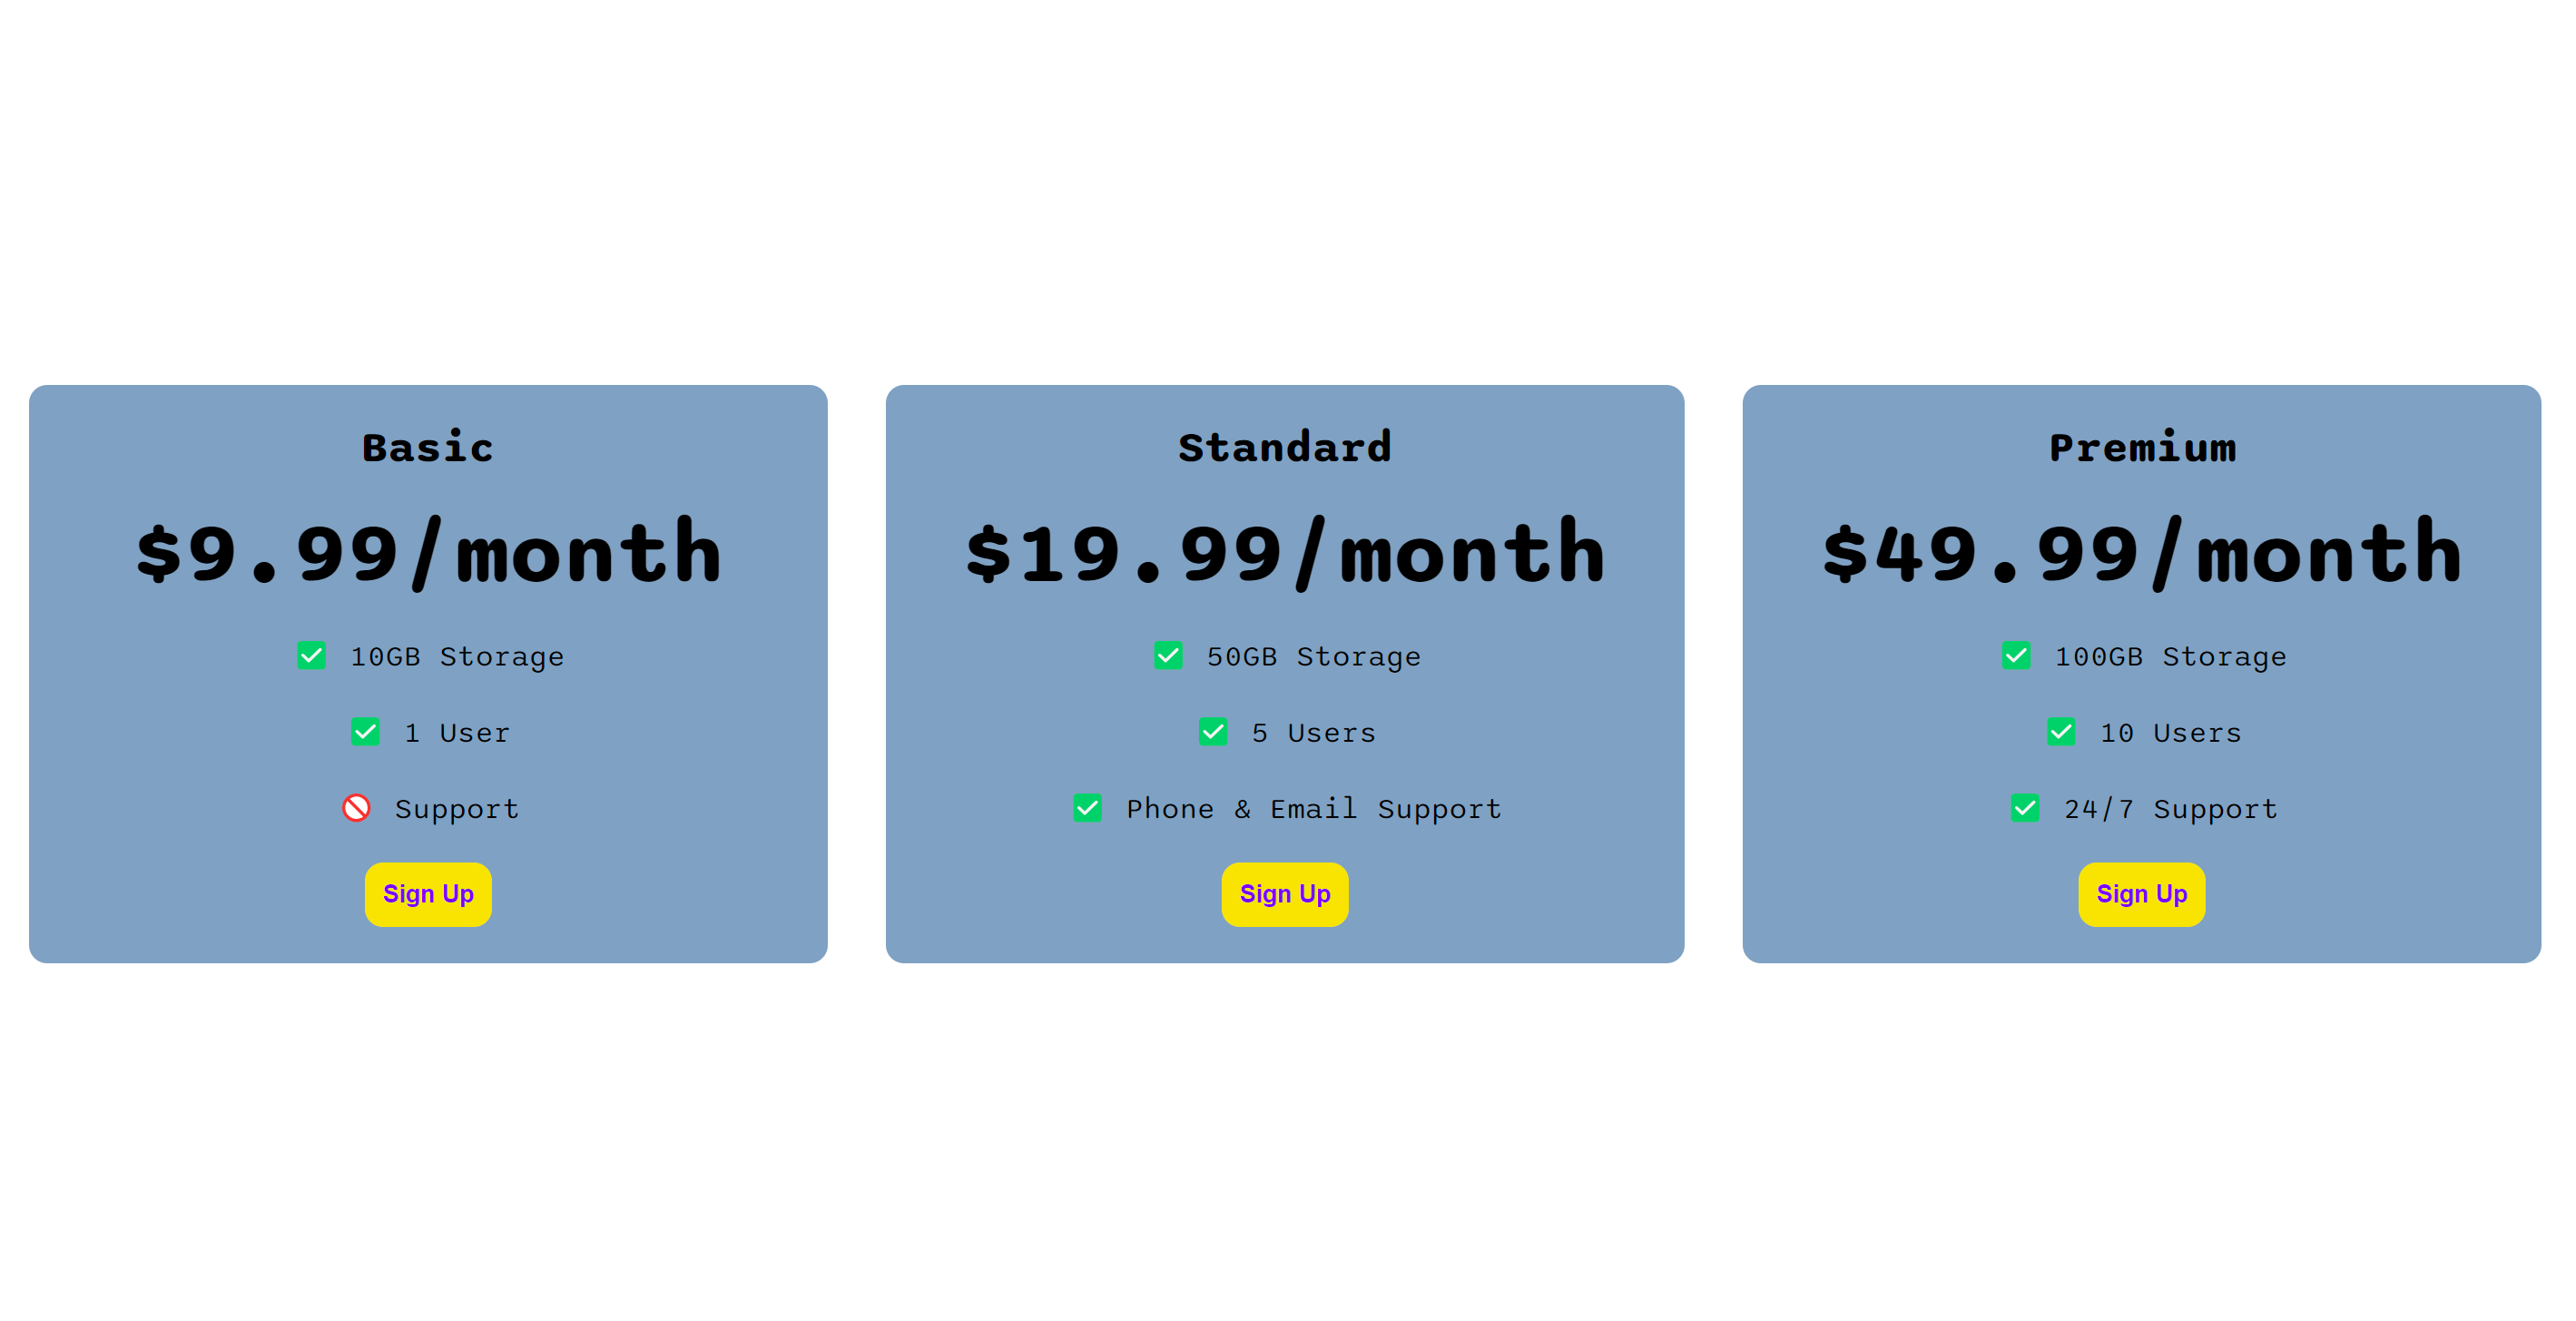 Basic
$9.99/month
✅ 10GB Storage
✅ 1 User
🚫 Support
Sign Up
Standard
$19.99/month
✅ 50GB Storage
✅ 5 Users
✅ Phone & Email Support
Sign Up
Premium
$49.99/month
✅ 100GB Storage
✅ 10 Users
✅ 24/7 Support
Sign Up